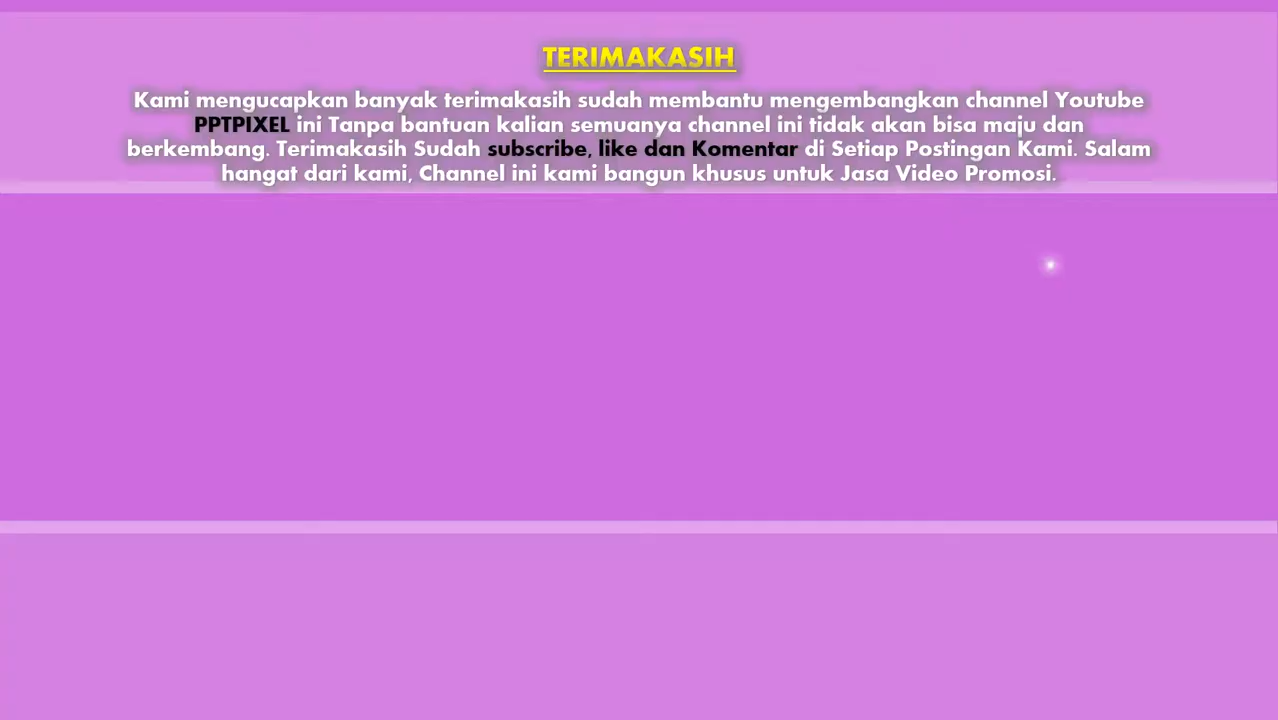 TERIMAKASIH
Kami mengucapkan banyak terimakasih sudah membantu mengembangkan channel Youtube
PPTPIXEL ini Tanpa bantuan kalian semuanya channel ini tidak akan bisa maju dan
berkembang. Terimakasih Sudah subscribe, like dan Komentar di Setiap Postingan Kami. Salam
hangat dari kami, Channel ini kami bangun khusus untuk Jasa Video Promosi.